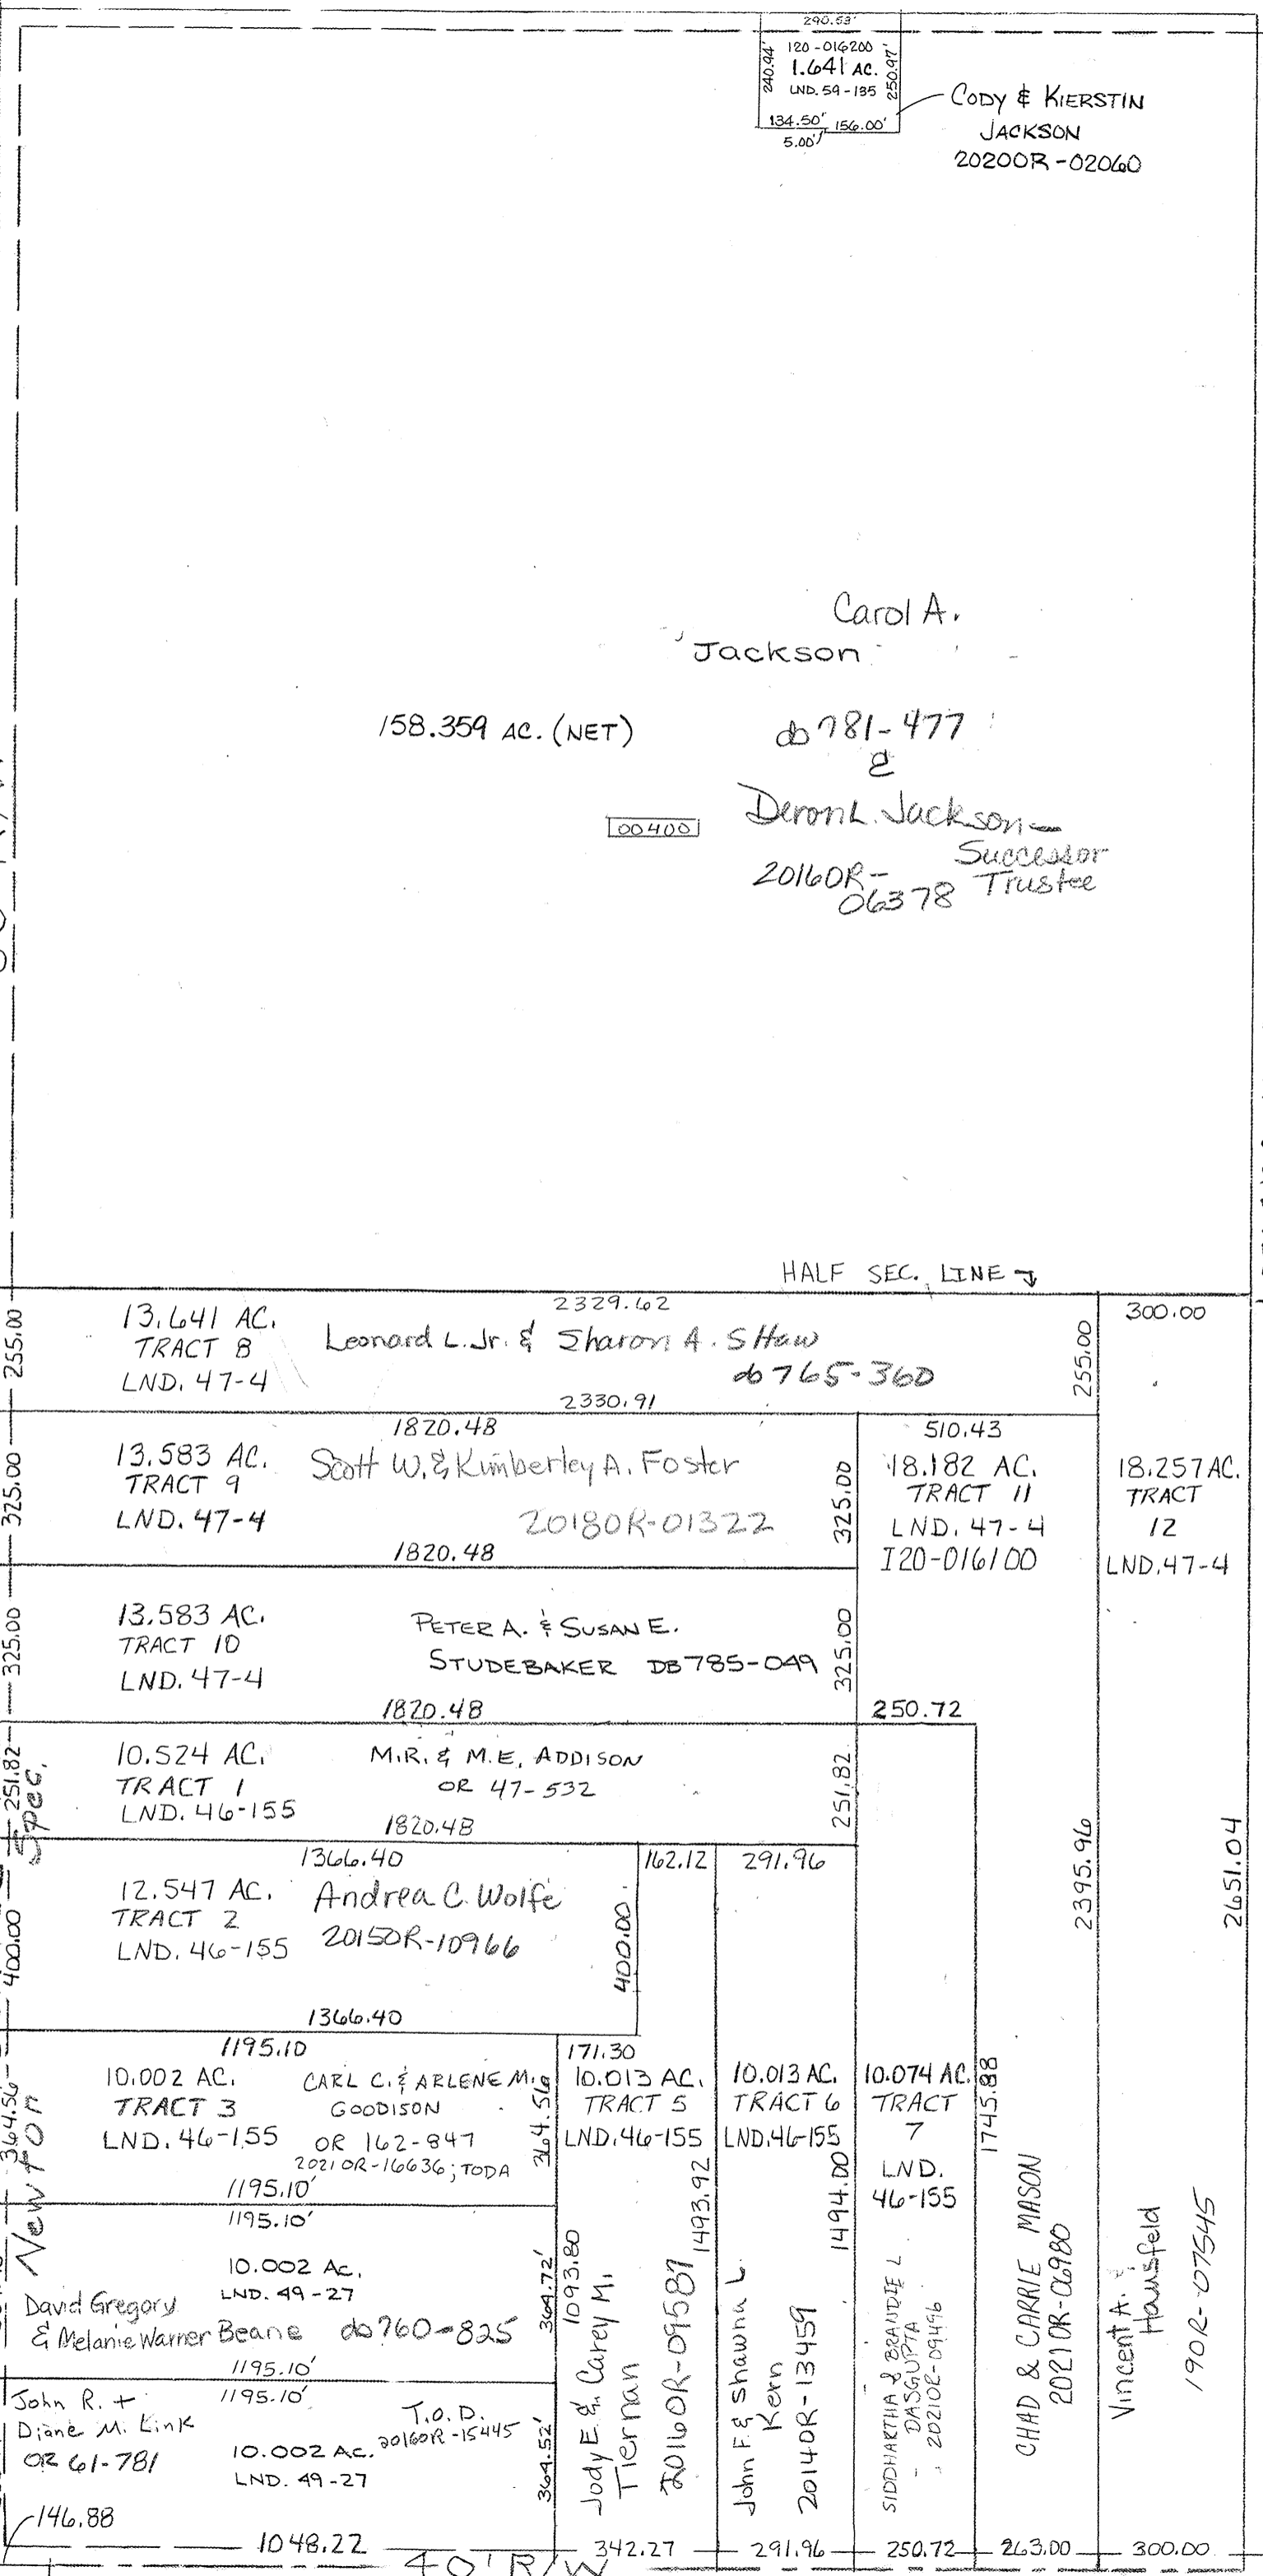 290.53'
240.94'
120-016200
1.641 AC.
LND. 59-135
250.97'
134.50' 156.00'
5.00'
CODY & KIERSTIN
JACKSON
2020OR-02060
Carol A.
Jackson
158.359 AC. (NET)
db 781-477
&
00400
Deron L. Jackson-
Successor
Trustee
2016OR-
06378
HALF SEC. LINE
255.00
13.641 AC.
TRACT 8
LND. 47-4
2329.62
Leonard L. Jr. & Sharon A. SHaw
db 765-360
2330.91
255.00
300.00
325.00
1820.48
13.583 AC.
TRACT 9
LND. 47-4
Scott W. & Kimberley A. Foster
2018OR-01322
1820.48
325.00
510.43
18.182 AC.
TRACT 11
LND. 47-4
I20-016100
18.257 AC.
TRACT
12
LND. 47-4
325.00
13.583 AC.
TRACT 10
LND. 47-4
PETER A. & SUSAN E.
STUDEBAKER DB 785-049
1820.48
325.00
250.72
251.82
Spec.
10.524 AC.
TRACT 1
LND. 46-155
M.R. & M.E. ADDISON
OR 47-532
1820.48
251.82
2395.96
2651.04
400.00
1366.40
12.547 AC.
TRACT 2
LND. 46-155
Andrea C. Wolfe
2015OR-10966
1366.40
400.00
162.12
291.96
364.56
Newton
1195.10
10.002 AC.
TRACT 3
LND. 46-155
CARL C. & ARLENE M.
GOODISON
OR 162-847
2021OR-16636; TODA
1195.10'
364.56
171.30
10.013 AC.
TRACT 5
LND. 46-155
1493.92
10.013 AC.
TRACT 6
LND. 46-155
1494.00
10.074 AC.
TRACT
7
LND.
46-155
1745.88
1195.10'
10.002 AC.
LND. 49-27
David Gregory
& Melanie Warner Beane db 760-825
1195.10'
364.72'
1093.80
Jody E. & Carey M.
Tiernan
2016OR-09587
John F. & Shawna L.
Kern
2014OR-13459
SIDDHARTHA & BRANDIE L
DASGUPTA
2021OR-09496
CHAD & CARRIE MASON
2021OR-06980
Vincent A. &
Hansfeld
19OR-07545
1195.10'
John R. +
Diane M. Link
OR 61-781
T.O.D.
2016OR-15445
10.002 AC.
LND. 49-27
364.52'
146.88
1048.22
342.27
291.96
250.72
263.00
300.00
40' R/W